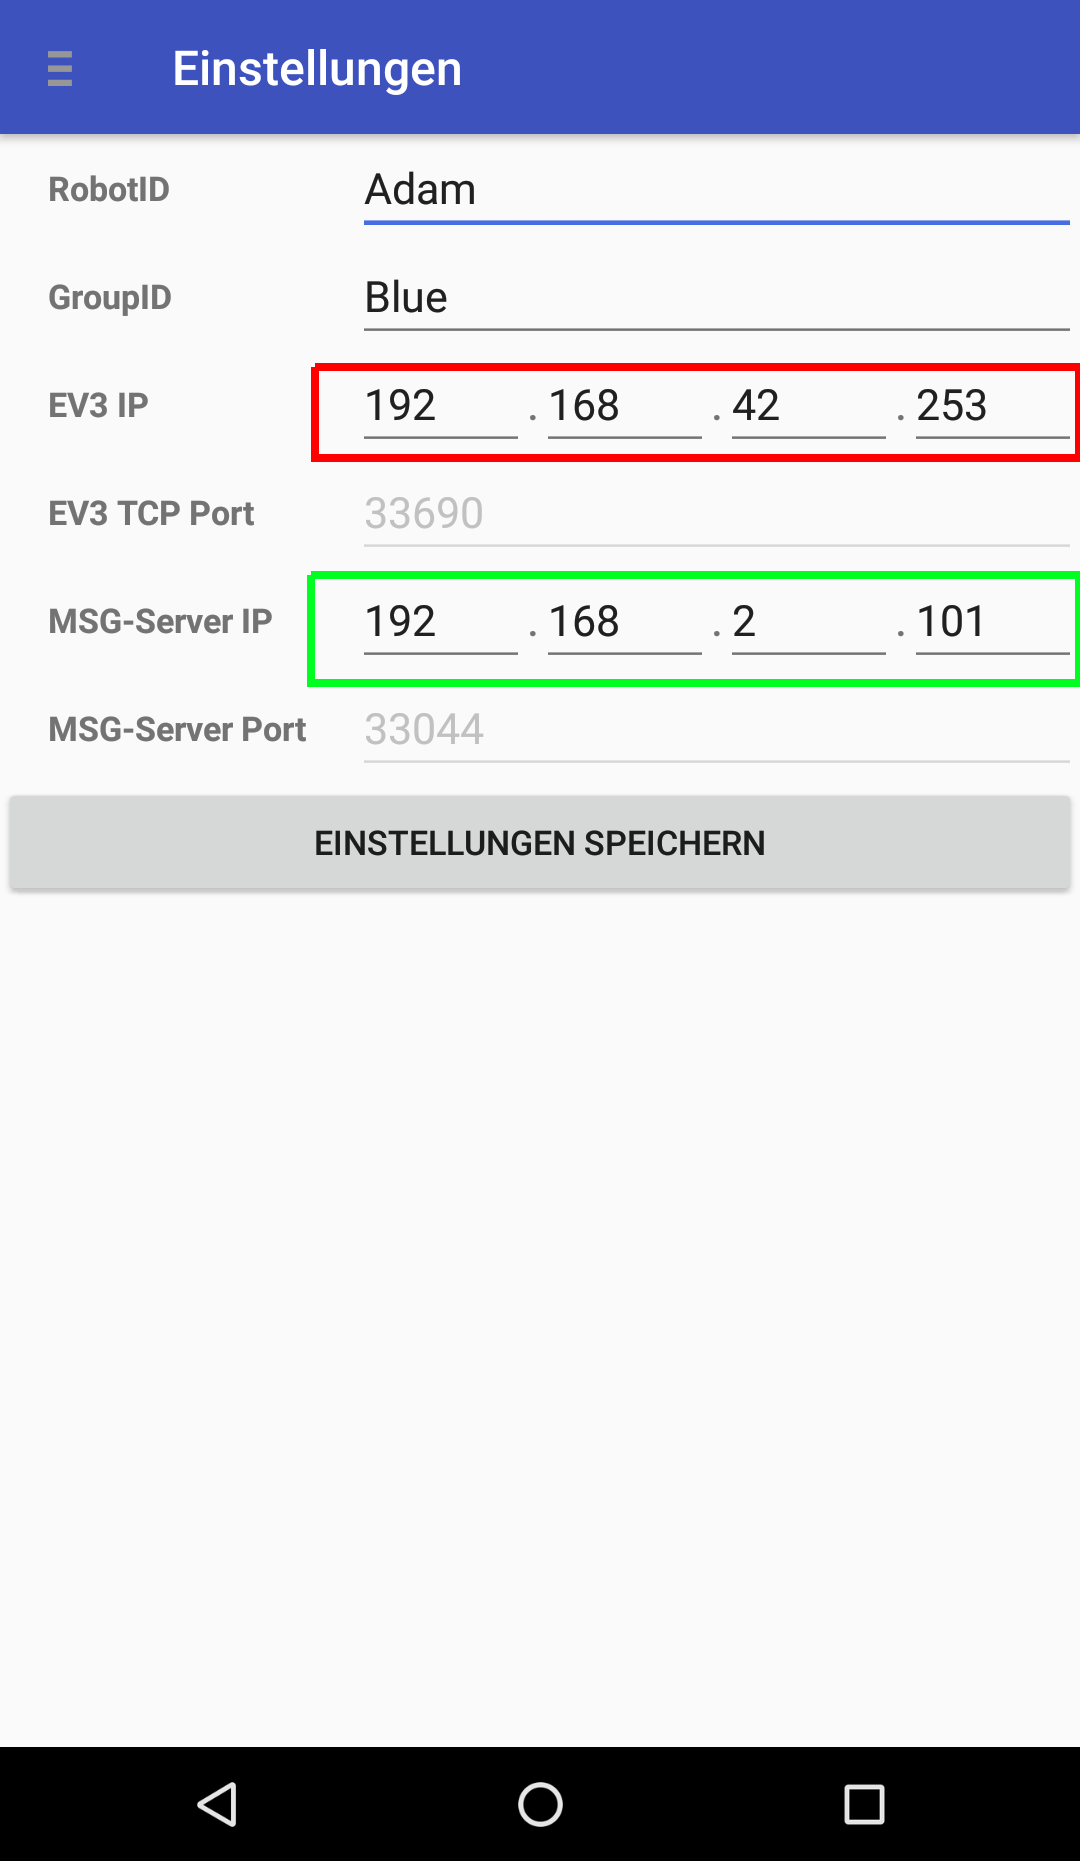 Einstellungen
RobotID Adam
GroupID Blue
EV3 IP 192 . 168 . 42 . 253
EV3 TCP Port 33690
MSG-Server IP 192 . 168 . 2 . 101
MSG-Server Port 33044
EINSTELLUNGEN SPEICHERN